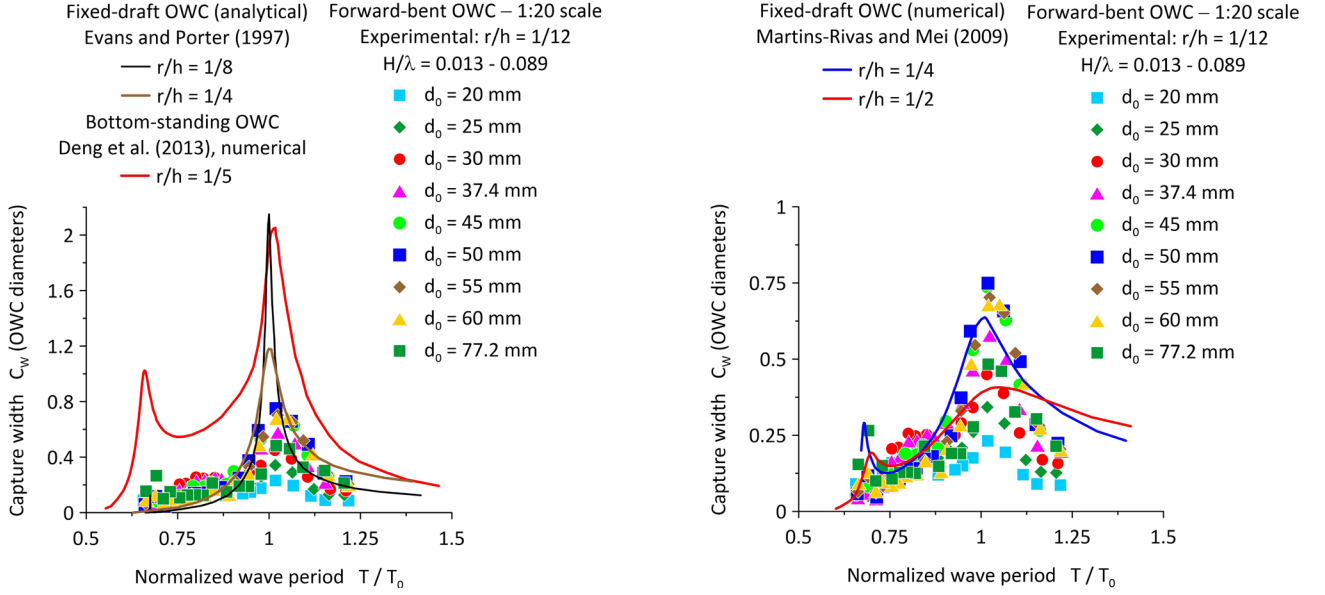 Fixed-draft OWC (analytical)
Evans and Porter (1997)
r/h = 1/8
r/h = 1/4
Bottom-standing OWC
Deng et al. (2013), numerical
r/h = 1/5
Forward-bent OWC – 1:20 scale
Experimental: r/h = 1/12
H/λ = 0.013 - 0.089
d₀ = 20 mm
d₀ = 25 mm
d₀ = 30 mm
d₀ = 37.4 mm
d₀ = 45 mm
d₀ = 50 mm
d₀ = 55 mm
d₀ = 60 mm
d₀ = 77.2 mm
Capture width C_W (OWC diameters)
2
1.6
1.2
0.8
0.4
0
0.5
0.75
1
1.25
1.5
Normalized wave period T / T₀
Fixed-draft OWC (numerical)
Martins-Rivas and Mei (2009)
r/h = 1/4
r/h = 1/2
Forward-bent OWC – 1:20 scale
Experimental: r/h = 1/12
H/λ = 0.013 - 0.089
d₀ = 20 mm
d₀ = 25 mm
d₀ = 30 mm
d₀ = 37.4 mm
d₀ = 45 mm
d₀ = 50 mm
d₀ = 55 mm
d₀ = 60 mm
d₀ = 77.2 mm
Capture width C_W (OWC diameters)
1
0.75
0.5
0.25
0
0.5
0.75
1
1.25
1.5
Normalized wave period T / T₀